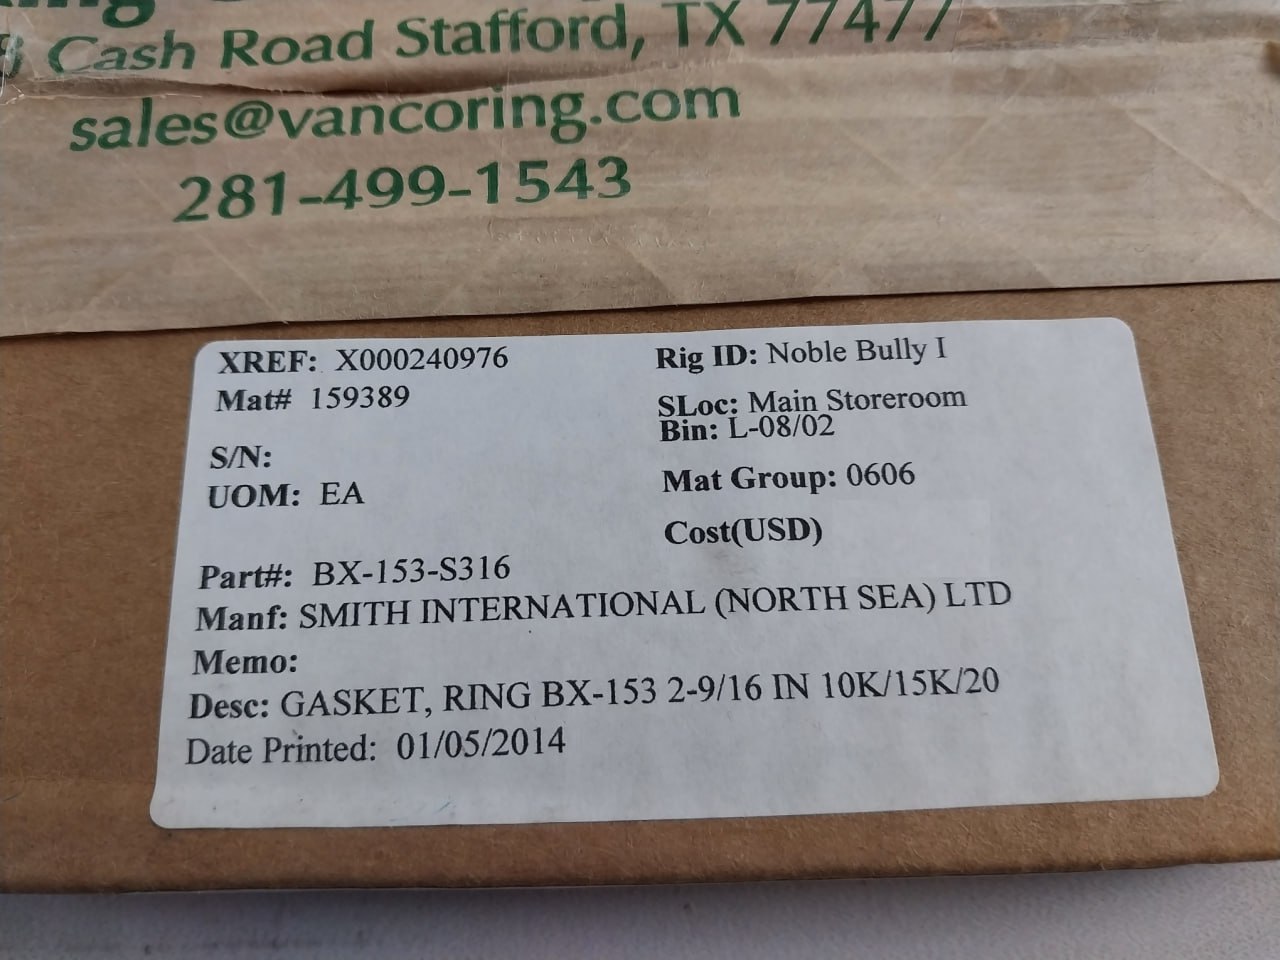 Cash Road Stafford, TX 77477
sales@vancoring.com
281-499-1543
XREF: X000240976
Mat# 159389
S/N:
UOM: EA
Rig ID: Noble Bully I
SLoc: Main Storeroom
Bin: L-08/02
Mat Group: 0606
Cost(USD)
Part#: BX-153-S316
Manf: SMITH INTERNATIONAL (NORTH SEA) LTD
Memo:
Desc: GASKET, RING BX-153 2-9/16 IN 10K/15K/20
Date Printed: 01/05/2014